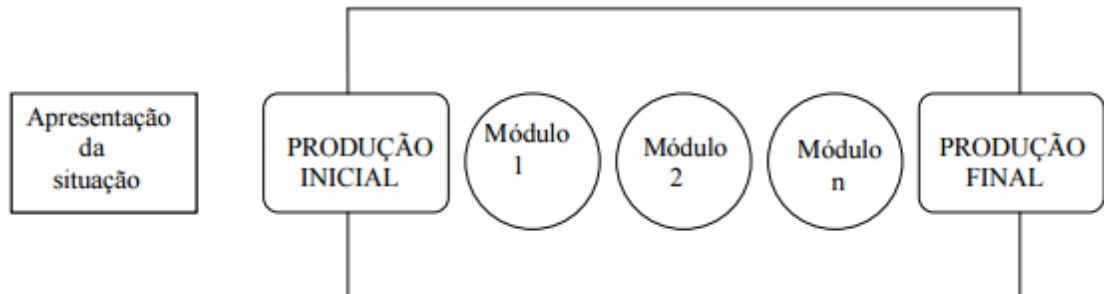 Apresentação
da
situação
PRODUÇÃO
INICIAL
Módulo
1
Módulo
2
Módulo
n
PRODUÇÃO
FINAL